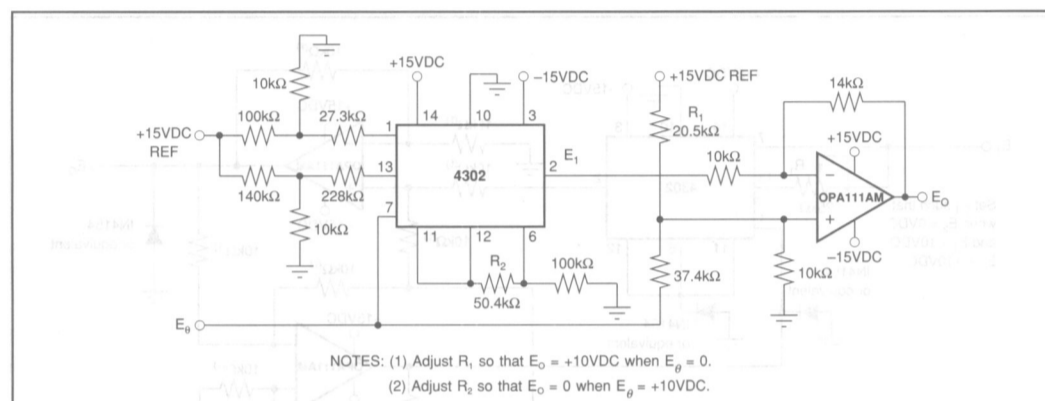 +15VDC
–15VDC
+15VDC REF
14kΩ
10kΩ
14
10
3
R1
20.5kΩ
+15VDC
100kΩ
27.3kΩ
1
+15VDC
REF
E1
2
10kΩ
–
13
4302
OPA111AM
EO
140kΩ
228kΩ
7
+
10kΩ
11
12
6
–15VDC
R2
100kΩ
37.4kΩ
10kΩ
50.4kΩ
Eθ
NOTES: (1) Adjust R1 so that EO = +10VDC when Eθ = 0.
(2) Adjust R2 so that EO = 0 when Eθ = +10VDC.